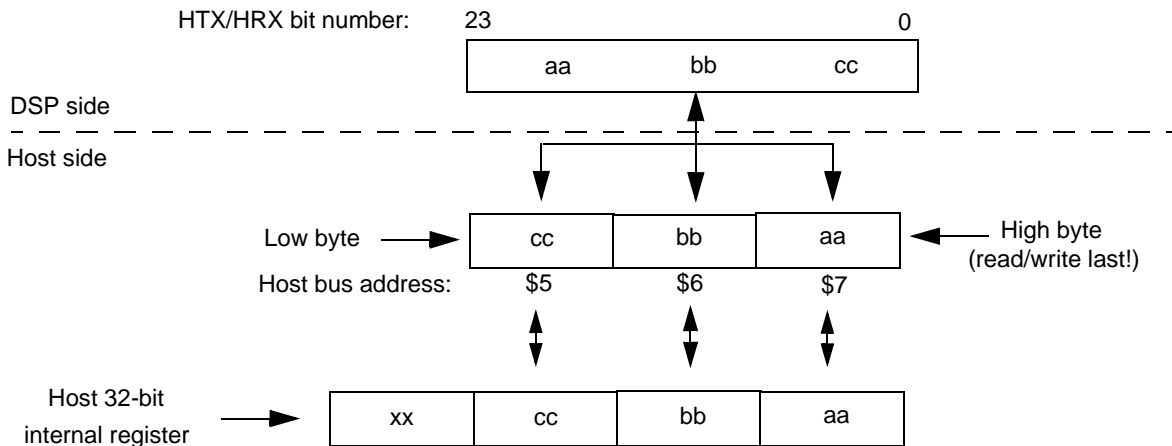 HTX/HRX bit number: 23 0
aa bb cc
DSP side
Host side
Low byte
cc bb aa
High byte
(read/write last!)
Host bus address: $5 $6 $7
Host 32-bit
internal register
xx cc bb aa